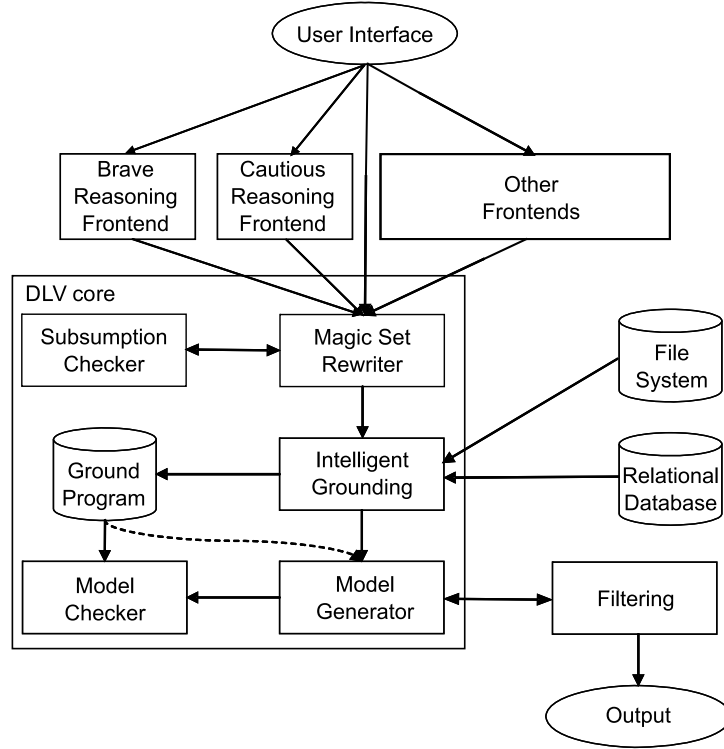 User Interface
Brave
Reasoning
Frontend
Cautious
Reasoning
Frontend
Other
Frontends
DLV core
Subsumption
Checker
Magic Set
Rewriter
File
System
Ground
Program
Intelligent
Grounding
Relational
Database
Model
Checker
Model
Generator
Filtering
Output